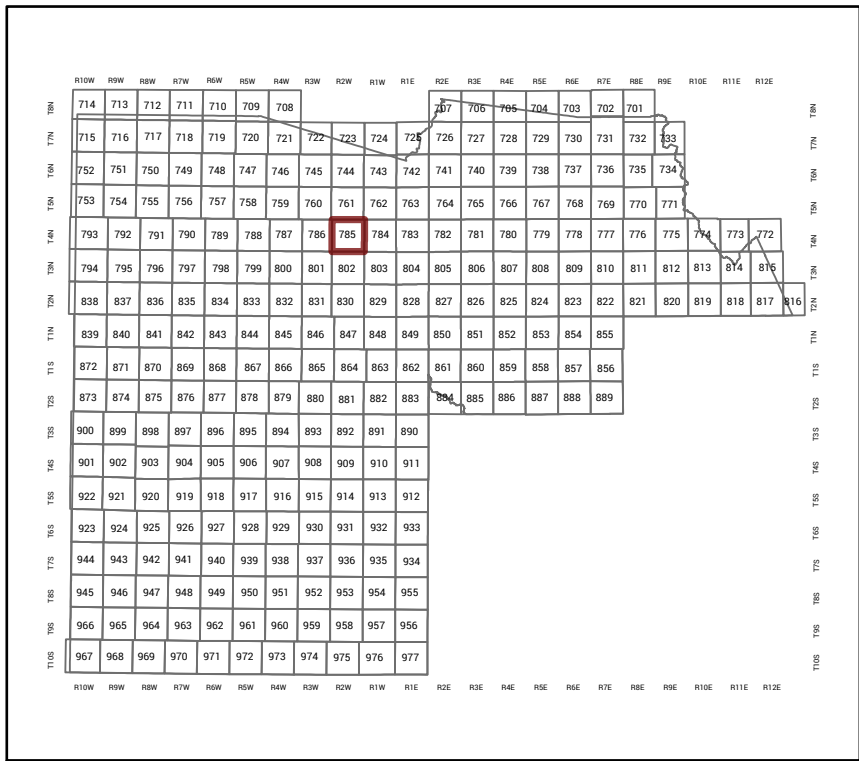 R10W R9W R8W R7W R6W R5W R4W R3W R2W R1W R1E R2E R3E R4E R5E R6E R7E R8E R9E R10E R11E R12E
T8N 714 713 712 711 710 709 708 707 706 705 704 703 702 701 T8N
T7N 715 716 717 718 719 720 721 722 723 724 725 726 727 728 729 730 731 732 733 T7N
T6N 752 751 750 749 748 747 746 745 744 743 742 741 740 739 738 737 736 735 734 T6N
T5N 753 754 755 756 757 758 759 760 761 762 763 764 765 766 767 768 769 770 771 T5N
T4N 793 792 791 790 789 788 787 786 785 784 783 782 781 780 779 778 777 776 775 774 773 772 T4N
T3N 794 795 796 797 798 799 800 801 802 803 804 805 806 807 808 809 810 811 812 813 814 815 T3N
T2N 838 837 836 835 834 833 832 831 830 829 828 827 826 825 824 823 822 821 820 819 818 817 816 T2N
T1N 839 840 841 842 843 844 845 846 847 848 849 850 851 852 853 854 855 T1N
T1S 872 871 870 869 868 867 866 865 864 863 862 861 860 859 858 857 856 T1S
T2S 873 874 875 876 877 878 879 880 881 882 883 884 885 886 887 888 889 T2S
T3S 900 899 898 897 896 895 894 893 892 891 890 T3S
T4S 901 902 903 904 905 906 907 908 909 910 911 T4S
T5S 922 921 920 919 918 917 916 915 914 913 912 T5S
T6S 923 924 925 926 927 928 929 930 931 932 933 T6S
T7S 944 943 942 941 940 939 938 937 936 935 934 T7S
T8S 945 946 947 948 949 950 951 952 953 954 955 T8S
T9S 966 965 964 963 962 961 960 959 958 957 956 T9S
T10S 967 968 969 970 971 972 973 974 975 976 977 T10S
R10W R9W R8W R7W R6W R5W R4W R3W R2W R1W R1E R2E R3E R4E R5E R6E R7E R8E R9E R10E R11E R12E